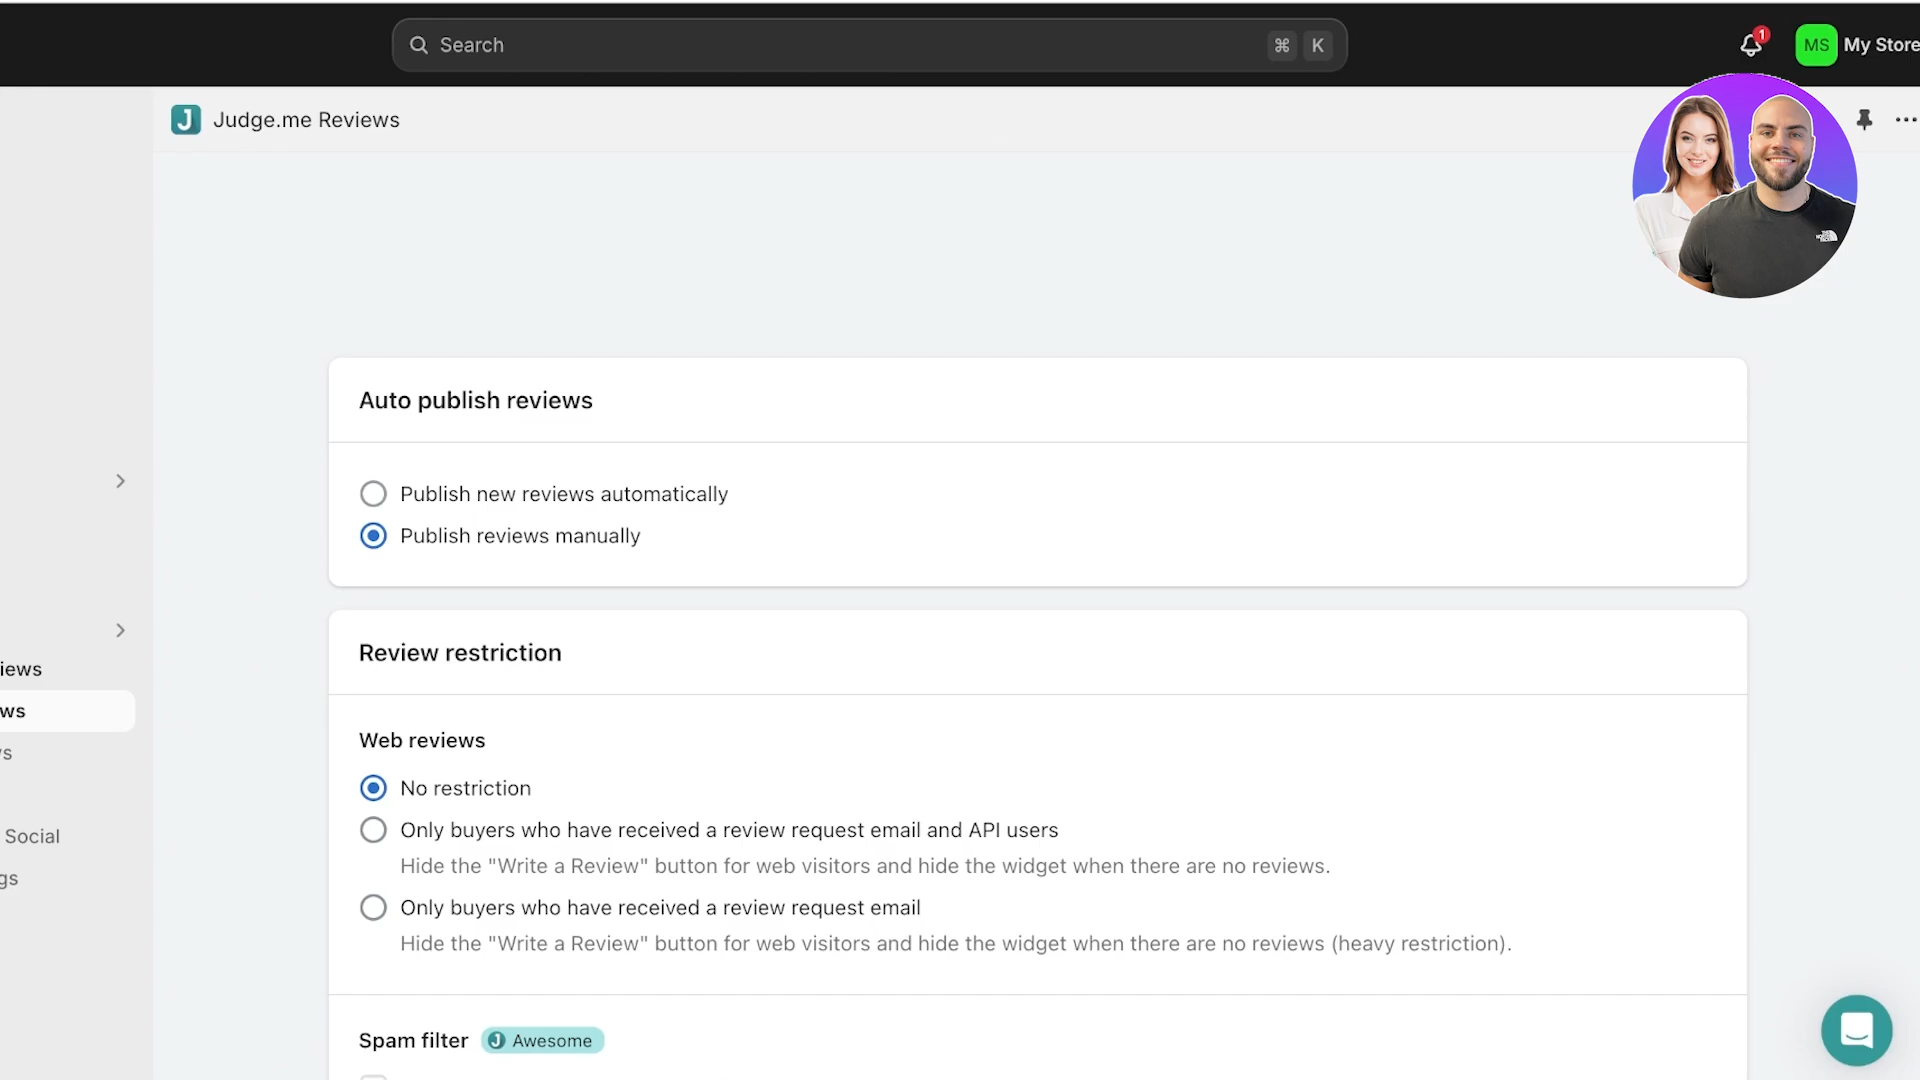 Search
⌘ K
1
MS My Store
J Judge.me Reviews
Auto publish reviews
Publish new reviews automatically
Publish reviews manually
Review restriction
iews
ws
Web reviews
No restriction
Only buyers who have received a review request email and API users
Social
Hide the "Write a Review" button for web visitors and hide the widget when there are no reviews.
gs
Only buyers who have received a review request email
Hide the "Write a Review" button for web visitors and hide the widget when there are no reviews (heavy restriction).
Spam filter J Awesome